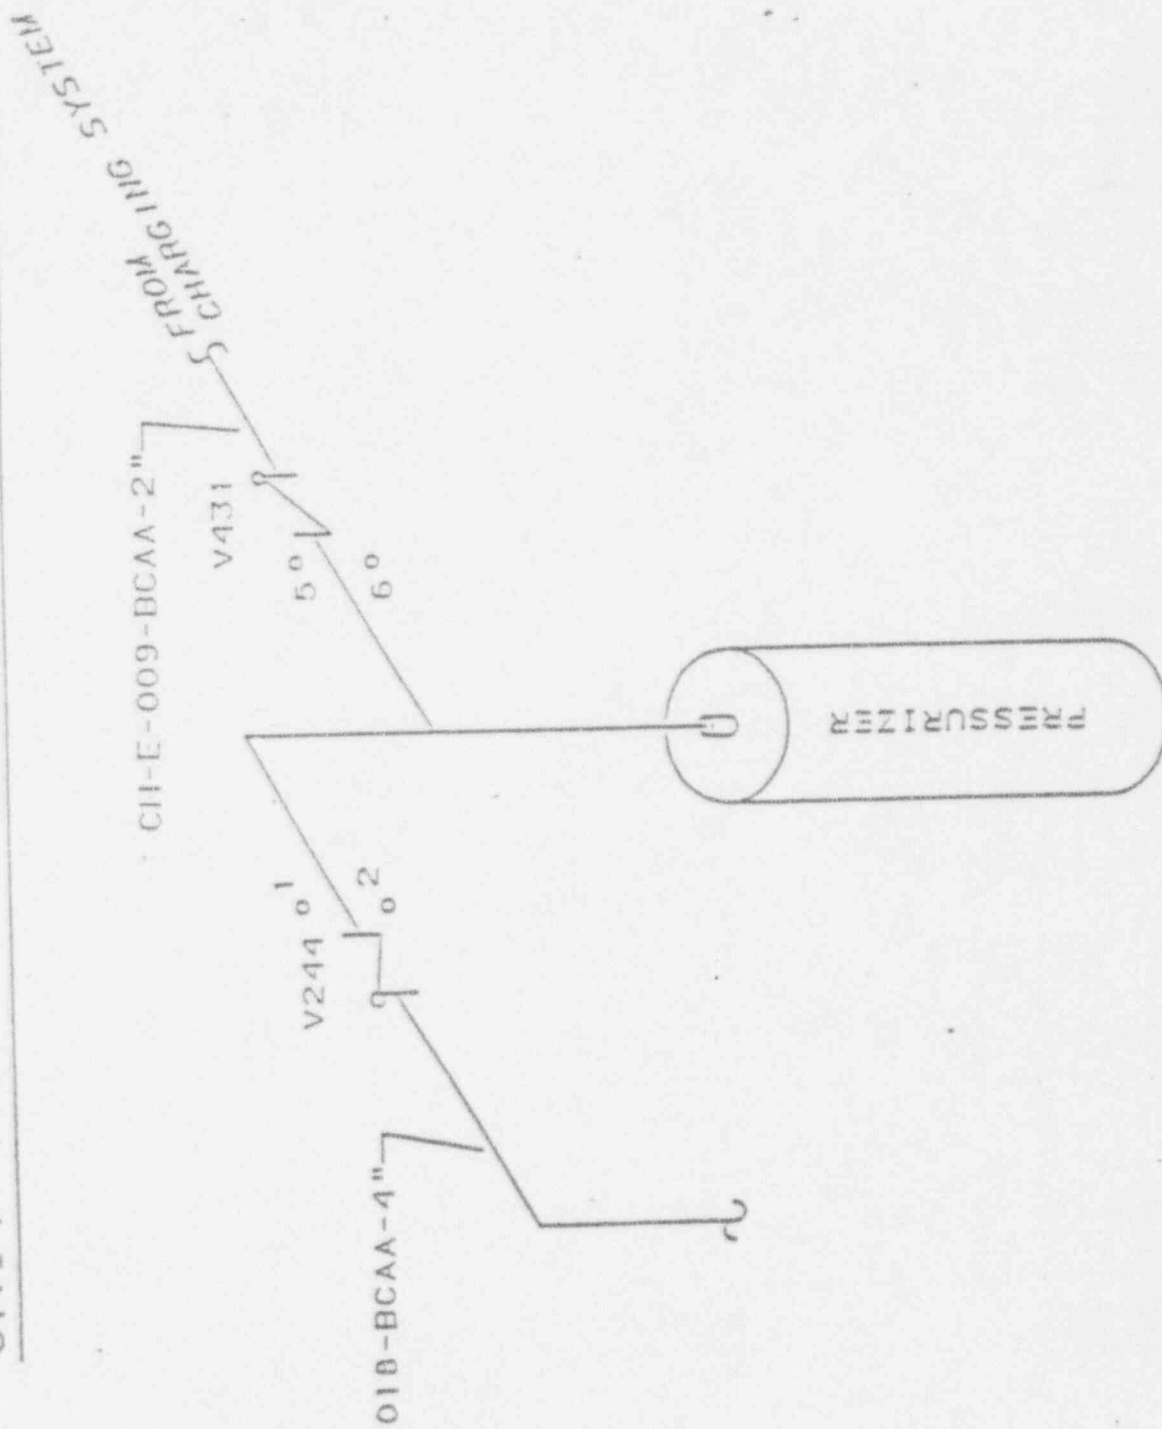 FROM
CHARGING SYSTEM
CH-E-009-BCAA-2"
V431
5
6
V244
1
2
018-BCAA-4"
PRESSURIZER